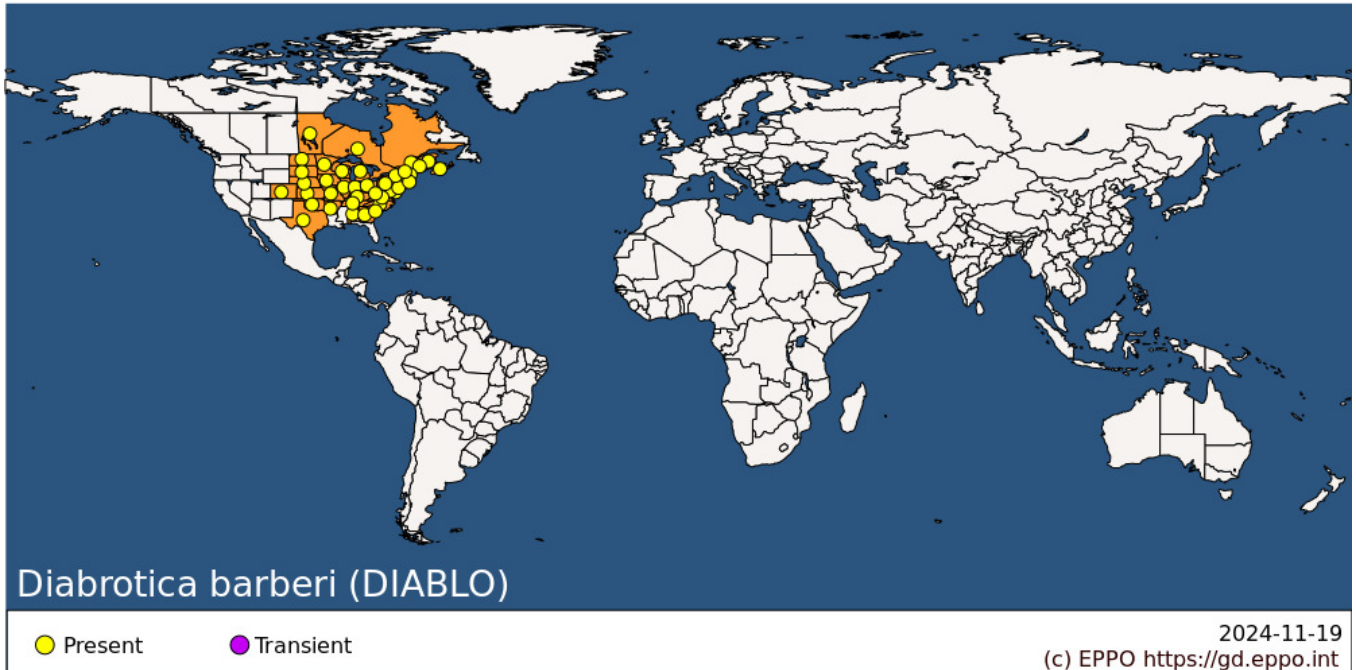 Diabrotica barberi (DIABLO)
Present
Transient
2024-11-19
(c) EPPO https://gd.eppo.int